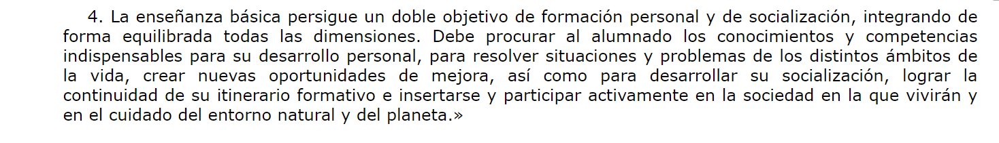 4. La enseñanza básica persigue un doble objetivo de formación personal y de socialización, integrando de
forma equilibrada todas las dimensiones. Debe procurar al alumnado los conocimientos y competencias
indispensables para su desarrollo personal, para resolver situaciones y problemas de los distintos ámbitos de
la vida, crear nuevas oportunidades de mejora, así como para desarrollar su socialización, lograr la
continuidad de su itinerario formativo e insertarse y participar activamente en la sociedad en la que vivirán y
en el cuidado del entorno natural y del planeta.»